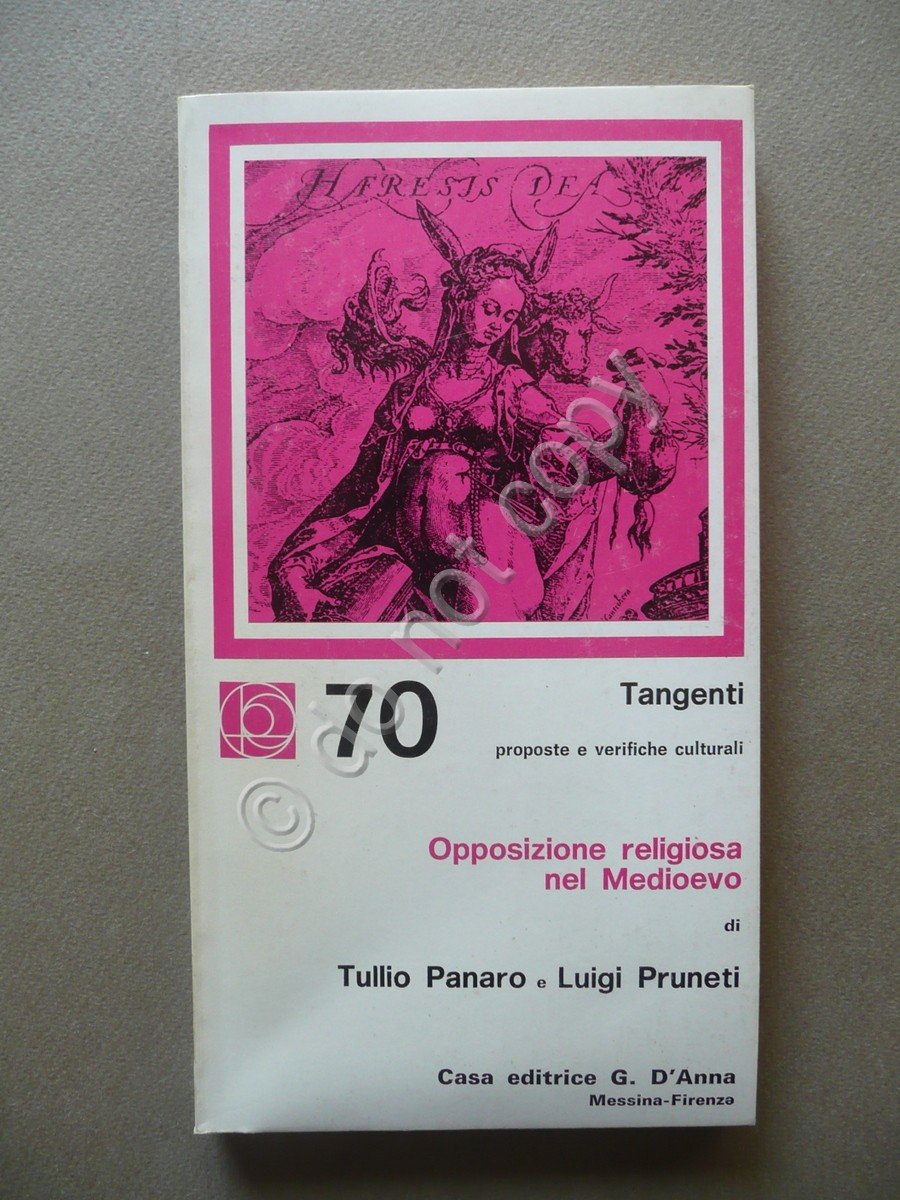 HÆRESIS DEA
70
Tangenti
proposte e verifiche culturali
Opposizione religiosa
nel Medioevo
di
Tullio Panaro e Luigi Pruneti
Casa editrice G. D'Anna
Messina-Firenze
© do not copy